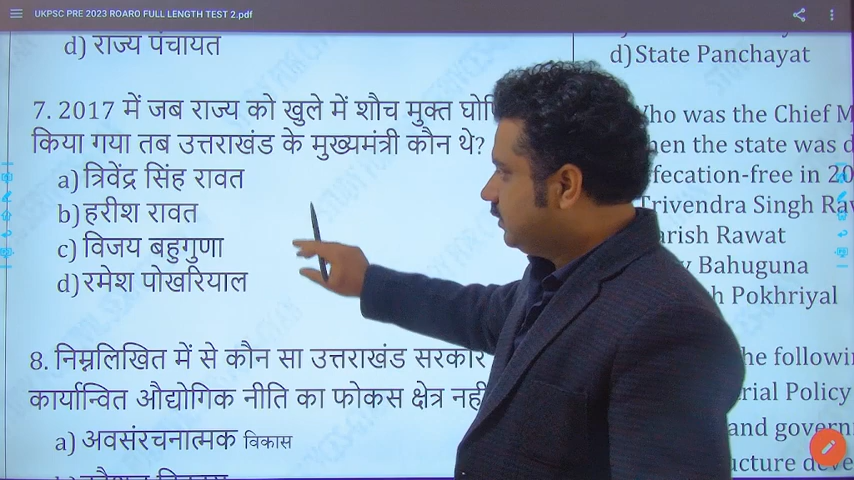 UKPSC PRE 2023 ROARO FULL LENGTH TEST 2.pdf
d) राज्य पंचायत
7. 2017 में जब राज्य को खुले में शौच मुक्त
किया गया तब उत्तराखंड के मुख्यमंत्री कौन थे?
a) त्रिवेंद्र सिंह रावत
b) हरीश रावत
c) विजय बहुगुणा
d) रमेश पोखरियाल
8. निम्नलिखित में से कौन सा उत्तराखंड सरकार
कार्यान्वित औद्योगिक नीति का फोकस क्षेत्र नहीं
a) अवसंरचनात्मक विकास
d) State Panchayat
Who was the Chief M
when the state was d
fecation-free in 20
Trivendra Singh Ra
arish Rawat
y Bahuguna
h Pokhriyal
he followi
rial Policy
and govern
ucture de